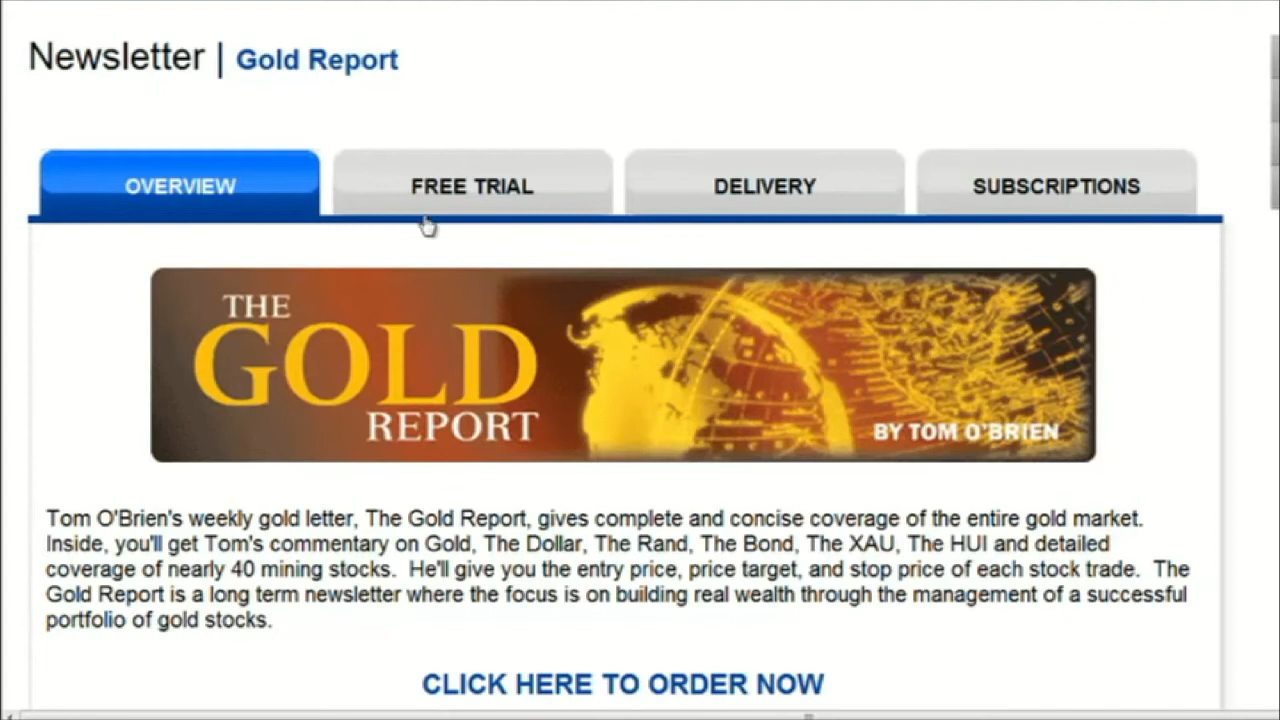 Newsletter | Gold Report
OVERVIEW
FREE TRIAL
DELIVERY
SUBSCRIPTIONS
THE
GOLD
REPORT
BY TOM O'BRIEN
Tom O'Brien's weekly gold letter, The Gold Report, gives complete and concise coverage of the entire gold market.
Inside, you'll get Tom's commentary on Gold, The Dollar, The Rand, The Bond, The XAU, The HUI and detailed
coverage of nearly 40 mining stocks. He'll give you the entry price, price target, and stop price of each stock trade. The
Gold Report is a long term newsletter where the focus is on building real wealth through the management of a successful
portfolio of gold stocks.
CLICK HERE TO ORDER NOW